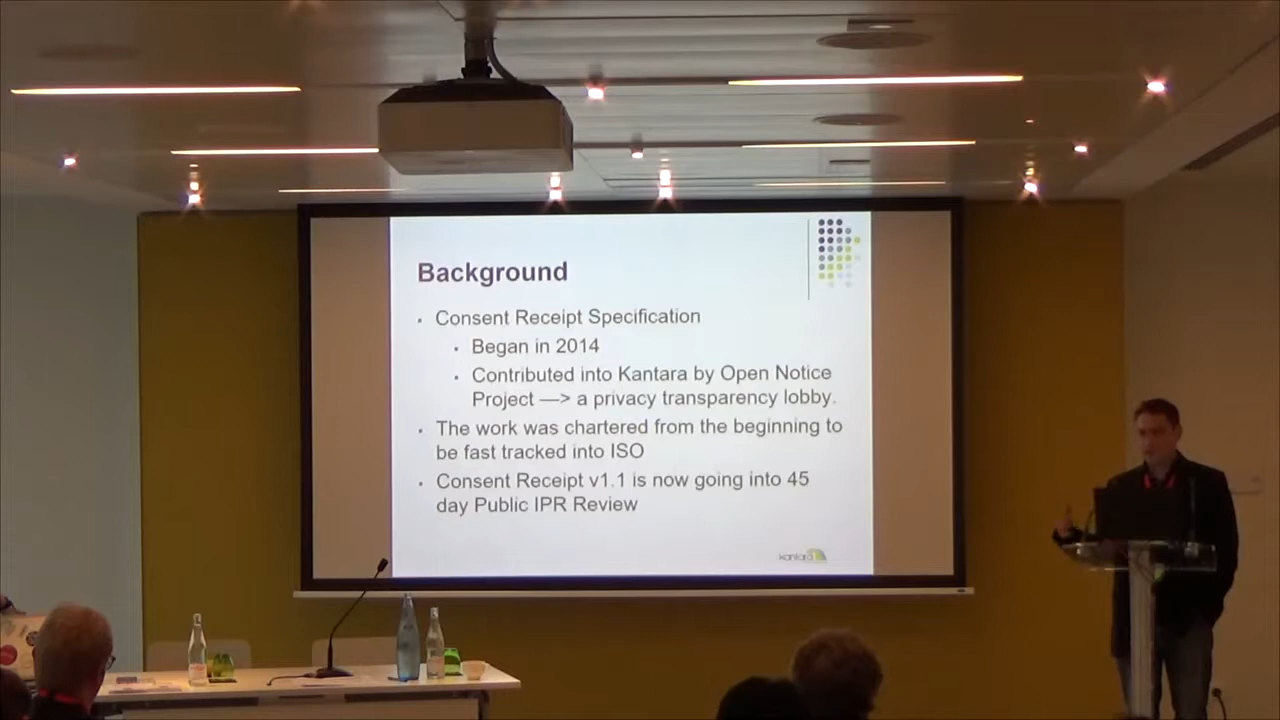 Background
Consent Receipt Specification
Began in 2014
Contributed into Kantara by Open Notice
Project —> a privacy transparency lobby.
The work was chartered from the beginning to
be fast tracked into ISO
Consent Receipt v1.1 is now going into 45
day Public IPR Review
kantara